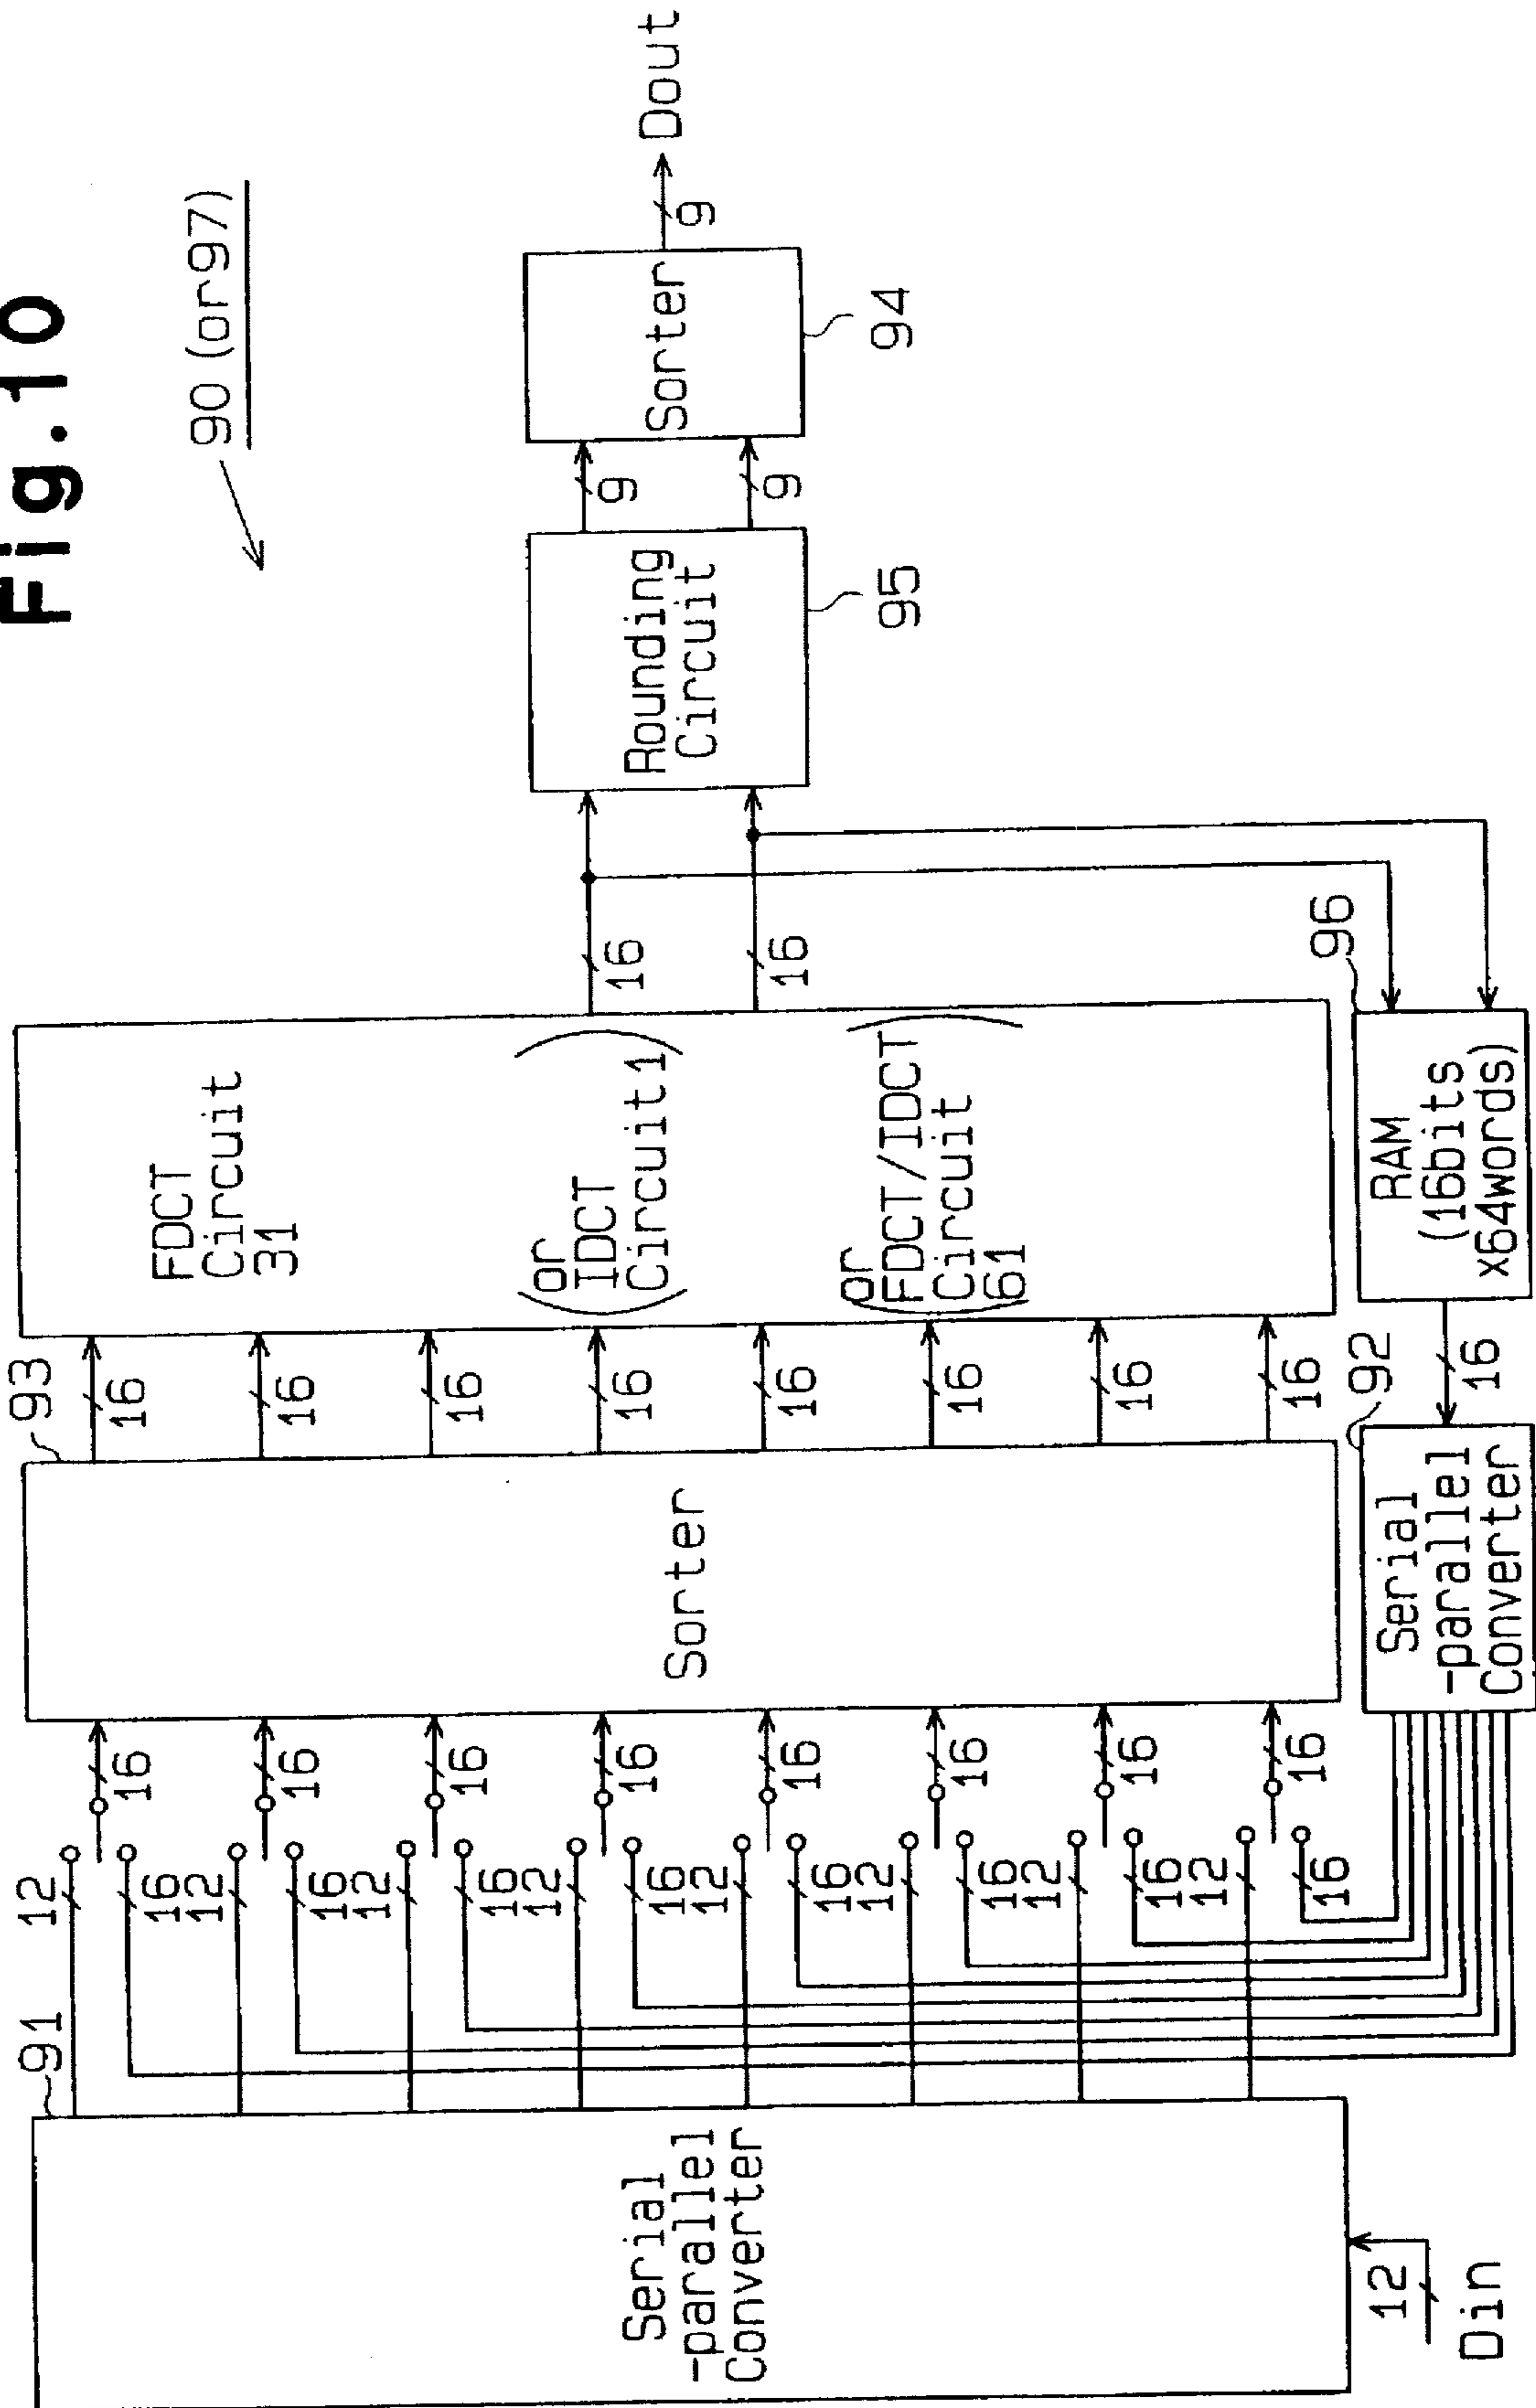 Fig.10
90 (or97)
91
Serial
-parallel
Converter
12
Din
12
16
12
16
12
16
12
16
12
16
12
16
12
16
12
16
16
16
16
16
16
16
16
16
93
Sorter
16
16
16
16
16
16
16
16
FDCT
Circuit
31
(or
IDCT
Circuit1)
(or
FDCT/IDCT
Circuit
61)
16
16
92
Serial
-parallel
Converter
16
96
RAM
(16bits
x64words)
Rounding
Circuit
95
9
9
Sorter
94
9
Dout